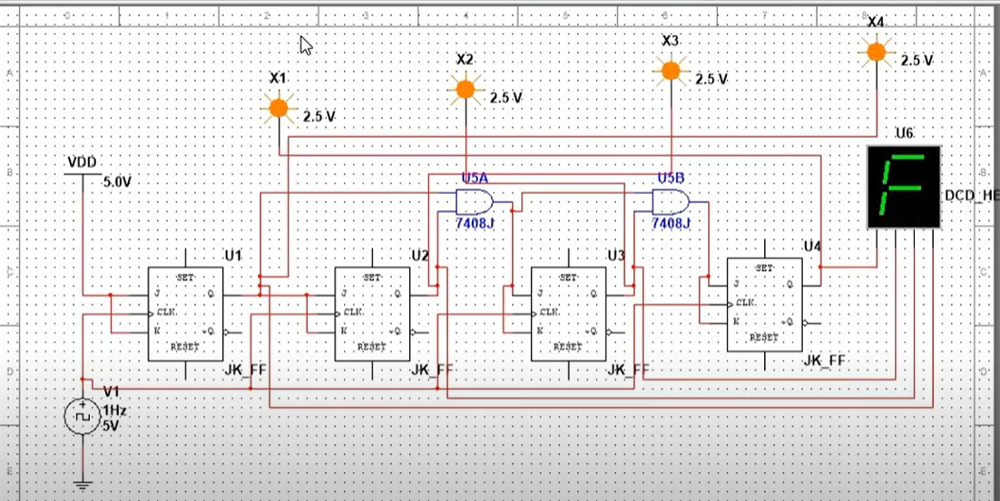 0 1 2 3 4 5 6 7 8
X4
2.5 V
X3
2.5 V
X2
2.5 V
X1
2.5 V
A
A
U6
VDD
5.0V
B
B
U5A
7408J
U5B
7408J
F
DCD_HE
U1
SET
J Q
CLK
K ~Q
RESET
JK_FF
U2
SET
J Q
CLK
K ~Q
RESET
JK_FF
U3
SET
J Q
CLK
K ~Q
RESET
JK_FF
U4
SET
J Q
CLK
K ~Q
RESET
JK_FF
C
C
D
D
V1
1Hz
5V
E
E